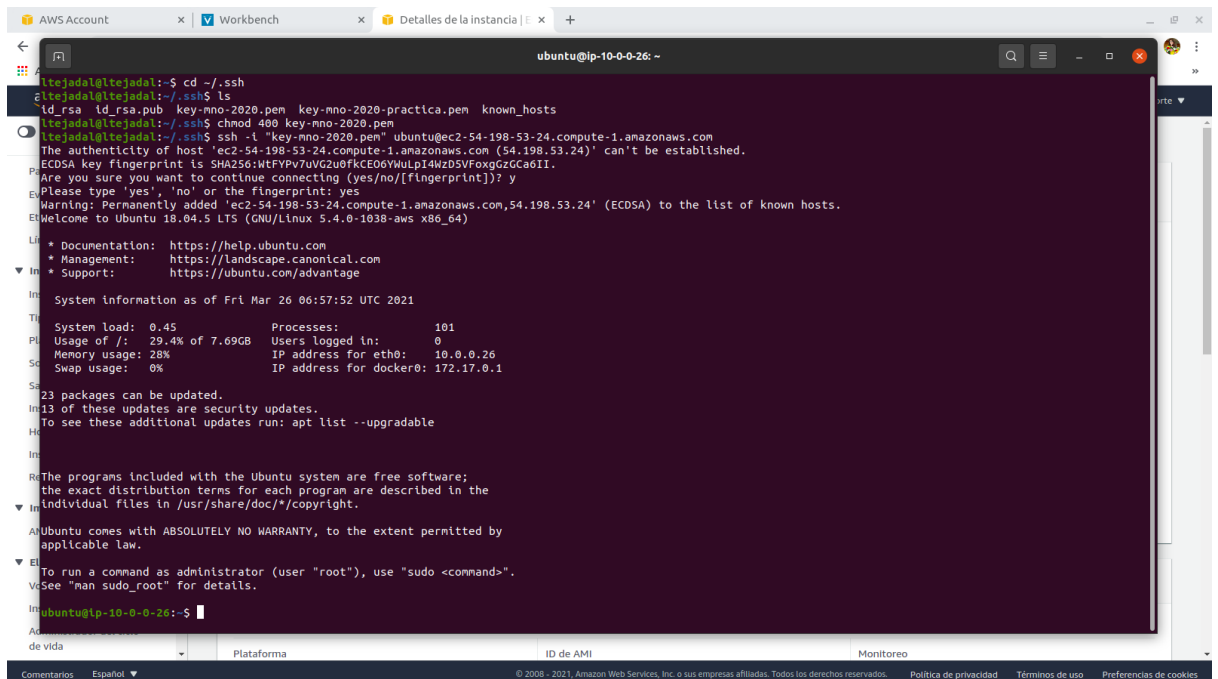 AWS Account
Workbench
Detalles de la instancia | E
ubuntu@ip-10-0-0-26: ~
ltejadal@ltejadal:~$ cd ~/.ssh
ltejadal@ltejadal:~/.ssh$ ls
id_rsa id_rsa.pub key-mno-2020.pem key-mno-2020-practica.pem known_hosts
ltejadal@ltejadal:~/.ssh$ chmod 400 key-mno-2020.pem
ltejadal@ltejadal:~/.ssh$ ssh -i "key-mno-2020.pem" ubuntu@ec2-54-198-53-24.compute-1.amazonaws.com
The authenticity of host 'ec2-54-198-53-24.compute-1.amazonaws.com (54.198.53.24)' can't be established.
ECDSA key fingerprint is SHA256:WtFYPv7uVG2u0fkCEO6YWuLpI4WzD5VFoxgGzGCa6II.
Are you sure you want to continue connecting (yes/no/[fingerprint])? y
Please type 'yes', 'no' or the fingerprint: yes
Warning: Permanently added 'ec2-54-198-53-24.compute-1.amazonaws.com,54.198.53.24' (ECDSA) to the list of known hosts.
Welcome to Ubuntu 18.04.5 LTS (GNU/Linux 5.4.0-1038-aws x86_64)
* Documentation: https://help.ubuntu.com
* Management: https://landscape.canonical.com
* Support: https://ubuntu.com/advantage
System information as of Fri Mar 26 06:57:52 UTC 2021
System load: 0.45 Processes: 101
Usage of /: 29.4% of 7.69GB Users logged in: 0
Memory usage: 28% IP address for eth0: 10.0.0.26
Swap usage: 0% IP address for docker0: 172.17.0.1
23 packages can be updated.
13 of these updates are security updates.
To see these additional updates run: apt list --upgradable
The programs included with the Ubuntu system are free software;
the exact distribution terms for each program are described in the
individual files in /usr/share/doc/*/copyright.
Ubuntu comes with ABSOLUTELY NO WARRANTY, to the extent permitted by
applicable law.
To run a command as administrator (user "root"), use "sudo <command>".
See "man sudo_root" for details.
ubuntu@ip-10-0-0-26:~$
de vida
Plataforma
ID de AMI
Monitoreo
Comentarios Español
© 2008 - 2021, Amazon Web Services, Inc. o sus empresas afiliadas. Todos los derechos reservados.
Política de privacidad Términos de uso Preferencias de cookies